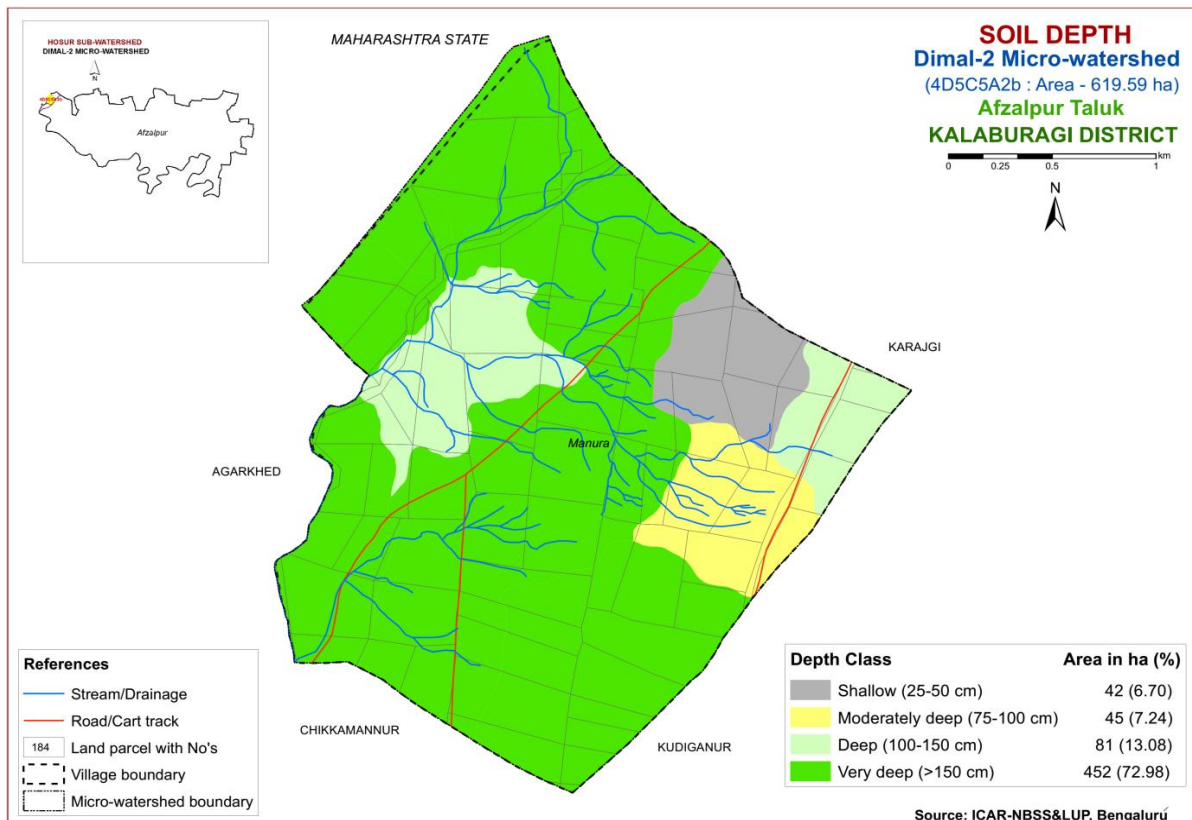 HOSUR SUB-WATERSHED
DIMAL-2 MICRO-WATERSHED
N
Afzalpur
MAHARASHTRA STATE
SOIL DEPTH
Dimal-2 Micro-watershed
(4D5C5A2b : Area - 619.59 ha)
Afzalpur Taluk
KALABURAGI DISTRICT
km
0 0.25 0.5 1
N
KARAJGI
Manura
AGARKHED
CHIKKAMANNUR
KUDIGANUR
References
Stream/Drainage
Road/Cart track
184 Land parcel with No's
Village boundary
Micro-watershed boundary
Depth Class Area in ha (%)
Shallow (25-50 cm) 42 (6.70)
Moderately deep (75-100 cm) 45 (7.24)
Deep (100-150 cm) 81 (13.08)
Very deep (>150 cm) 452 (72.98)
Source: ICAR-NBSS&LUP, Bengaluru